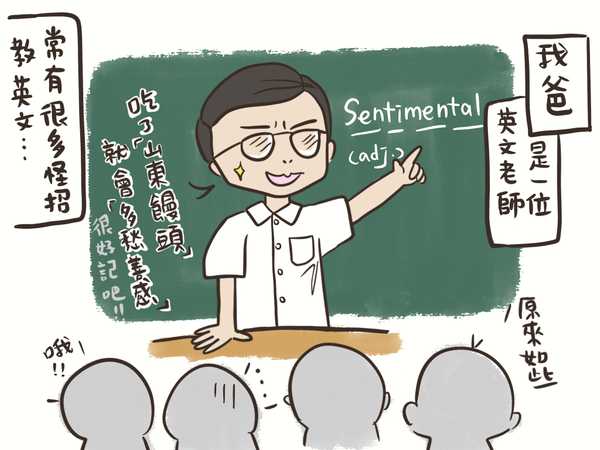 我爸
是一位
英文老師
常有很多怪招
教英文…
Sentimental
(adj.)
吃了「山東饅頭」
就會「多愁善感」
很好記吧!!
哦!!
原來如此